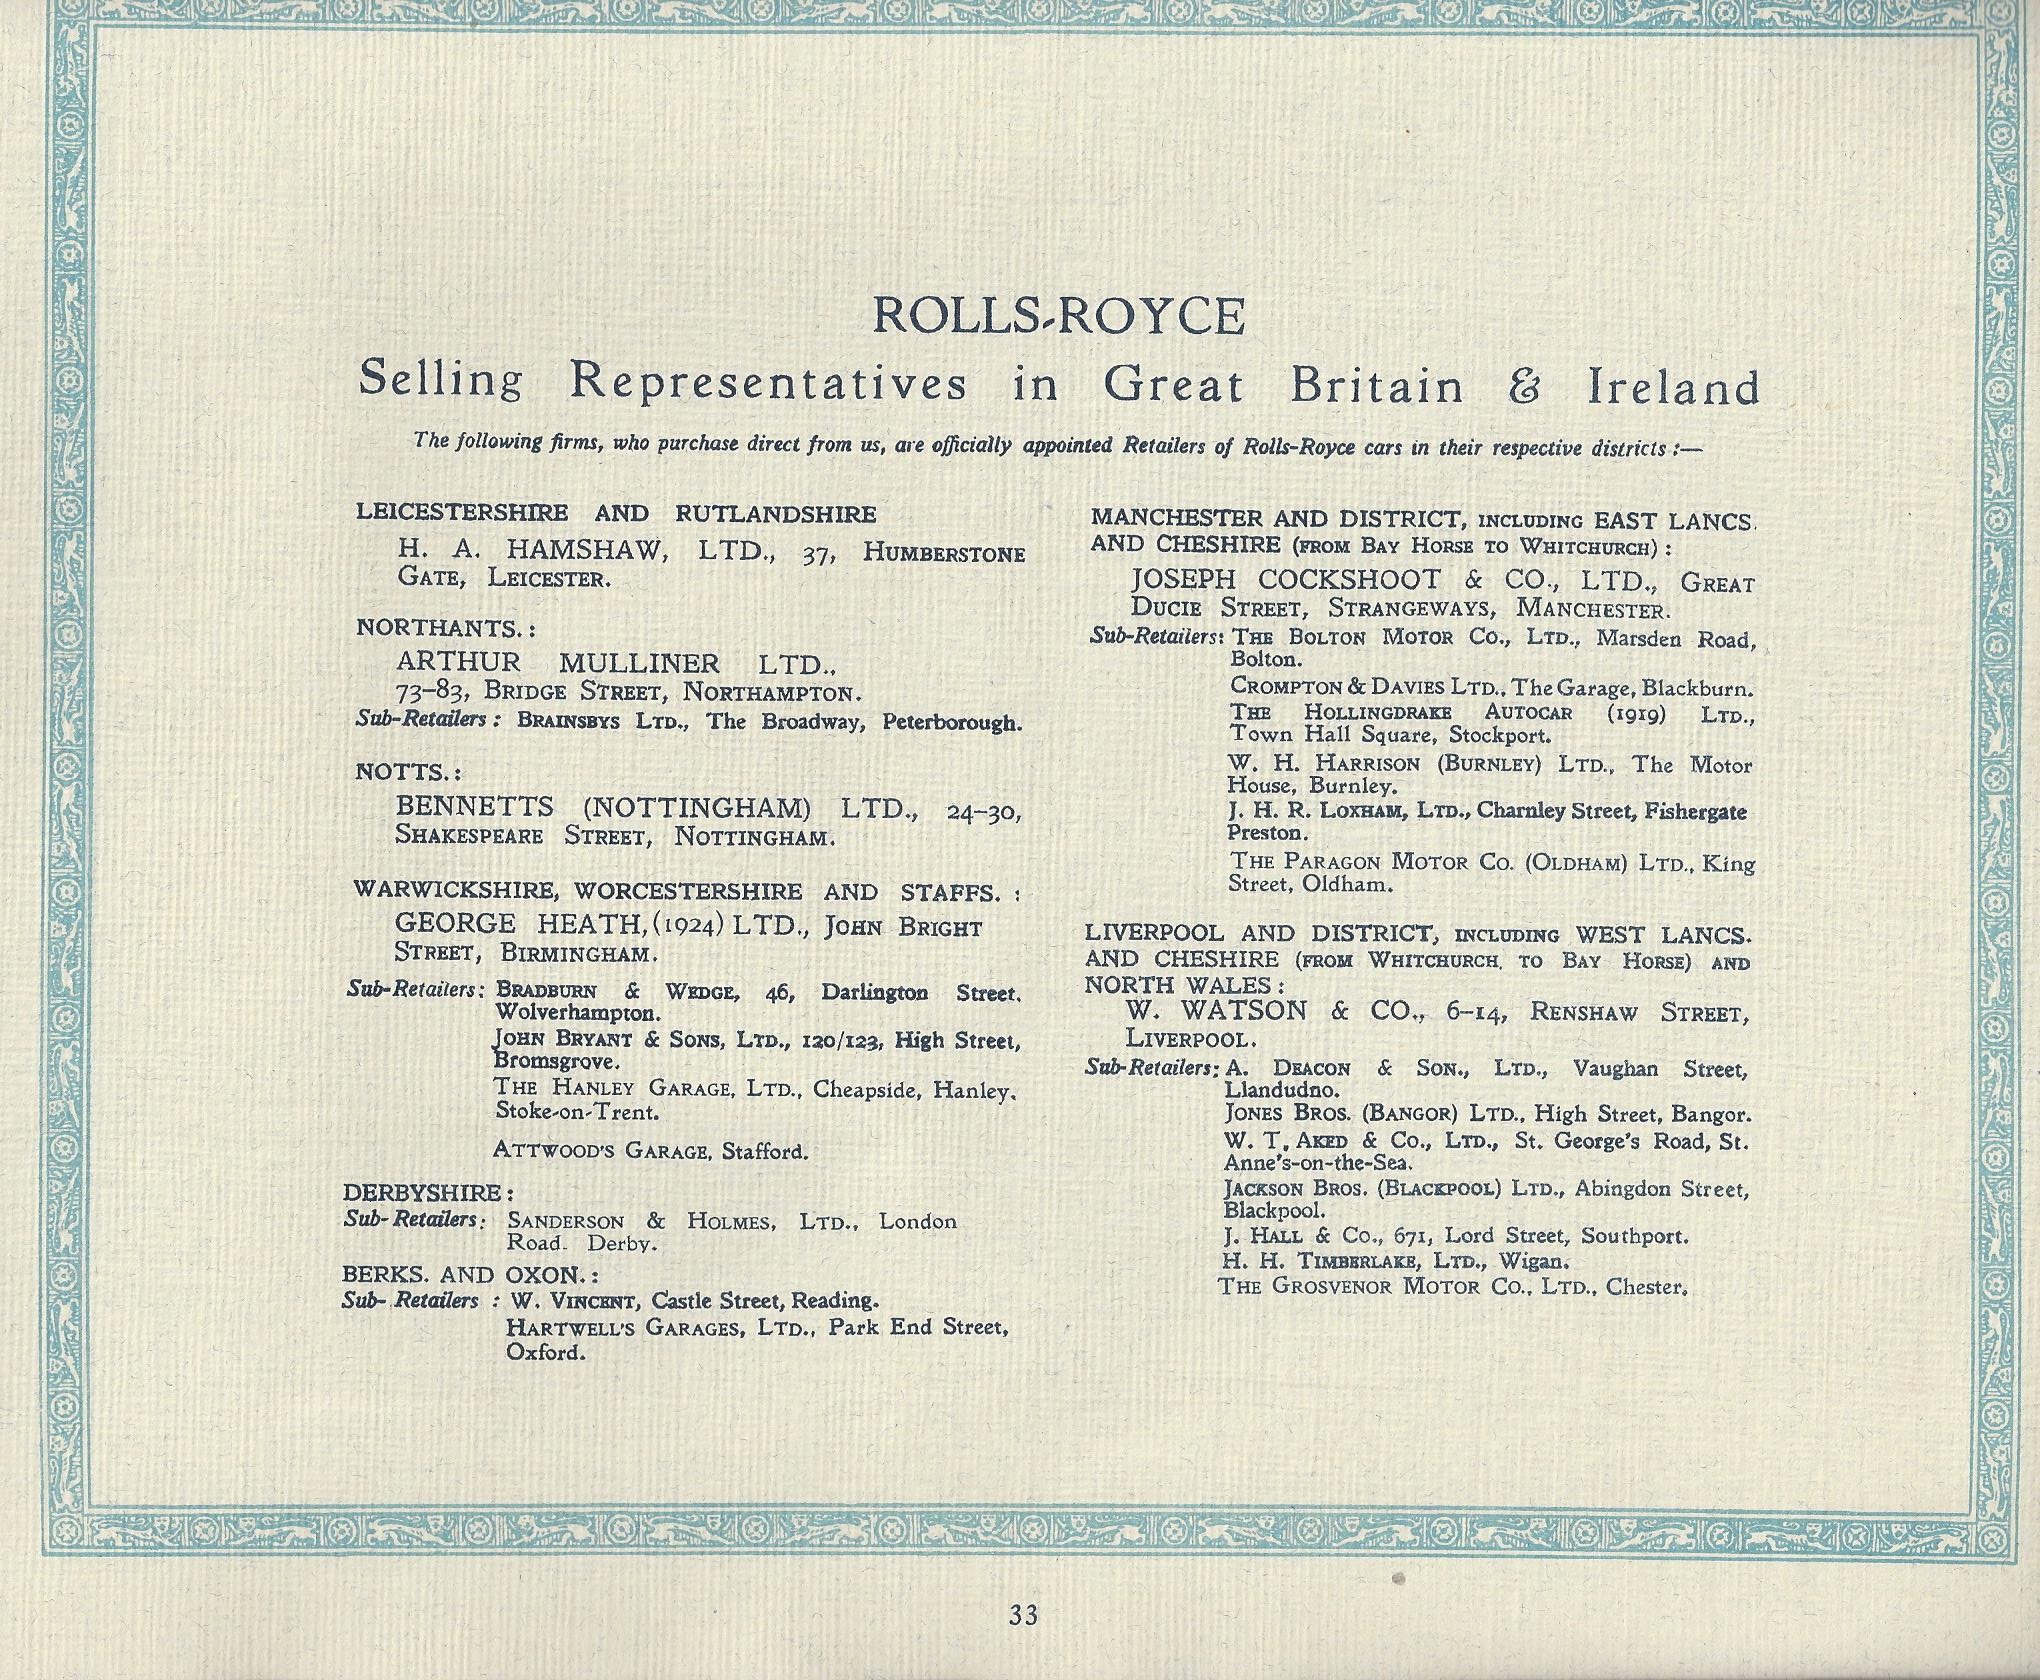 ROLLS-ROYCE
Selling Representatives in Great Britain & Ireland
The following firms, who purchase direct from us, are officially appointed Retailers of Rolls-Royce cars in their respective districts :—
LEICESTERSHIRE AND RUTLANDSHIRE
H. A. HAMSHAW, LTD., 37, HUMBERSTONE
GATE, LEICESTER.
NORTHANTS. :
ARTHUR MULLINER LTD.,
73–83, BRIDGE STREET, NORTHAMPTON.
Sub-Retailers : BRAINSBYS LTD., The Broadway, Peterborough.
NOTTS. :
BENNETTS (NOTTINGHAM) LTD., 24–30,
SHAKESPEARE STREET, NOTTINGHAM.
WARWICKSHIRE, WORCESTERSHIRE AND STAFFS. :
GEORGE HEATH, (1924) LTD., JOHN BRIGHT
STREET, BIRMINGHAM.
Sub-Retailers: BRADBURN & WEDGE, 46, Darlington Street,
Wolverhampton.
JOHN BRYANT & SONS, LTD., 120/123, High Street,
Bromsgrove.
THE HANLEY GARAGE, LTD., Cheapside, Hanley,
Stoke-on-Trent.
ATTWOOD'S GARAGE, Stafford.
DERBYSHIRE :
Sub-Retailers: SANDERSON & HOLMES, LTD., London
Road. Derby.
BERKS. AND OXON. :
Sub-Retailers : W. VINCENT, Castle Street, Reading.
HARTWELL'S GARAGES, LTD., Park End Street,
Oxford.
MANCHESTER AND DISTRICT, INCLUDING EAST LANCS.
AND CHESHIRE (FROM BAY HORSE TO WHITCHURCH) :
JOSEPH COCKSHOOT & CO., LTD., GREAT
DUCIE STREET, STRANGEWAYS, MANCHESTER.
Sub-Retailers: THE BOLTON MOTOR CO., LTD., Marsden Road,
Bolton.
CROMPTON & DAVIES LTD., The Garage, Blackburn.
THE HOLLINGDRAKE AUTOCAR (1919) LTD.,
Town Hall Square, Stockport.
W. H. HARRISON (BURNLEY) LTD., The Motor
House, Burnley.
J. H. R. LOXHAM, LTD., Charnley Street, Fishergate
Preston.
THE PARAGON MOTOR CO. (OLDHAM) LTD., King
Street, Oldham.
LIVERPOOL AND DISTRICT, INCLUDING WEST LANCS.
AND CHESHIRE (FROM WHITCHURCH, TO BAY HORSE) AND
NORTH WALES :
W. WATSON & CO., 6–14, RENSHAW STREET,
LIVERPOOL.
Sub-Retailers: A. DEACON & SON., LTD., Vaughan Street,
Llandudno.
JONES BROS. (BANGOR) LTD., High Street, Bangor.
W. T. AKED & CO., LTD., St. George's Road, St.
Anne's-on-the-Sea.
JACKSON BROS. (BLACKPOOL) LTD., Abingdon Street,
Blackpool.
J. HALL & CO., 671, Lord Street, Southport.
H. H. TIMBERLAKE, LTD., Wigan.
THE GROSVENOR MOTOR CO., LTD., Chester.
33